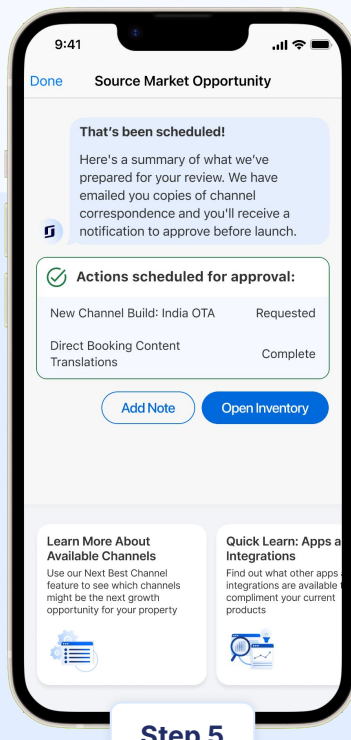 9:41
Done Source Market Opportunity
That's been scheduled!
Here's a summary of what we've
prepared for your review. We have
emailed you copies of channel
correspondence and you'll receive a
notification to approve before launch.
Actions scheduled for approval:
New Channel Build: India OTA Requested
Direct Booking Content
Translations Complete
Add Note Open Inventory
Learn More About
Available Channels
Use our Next Best Channel
feature to see which channels
might be the next growth
opportunity for your property
Quick Learn: Apps a
Integrations
Find out what other apps
integrations are available
compliment your current
products
Step 5